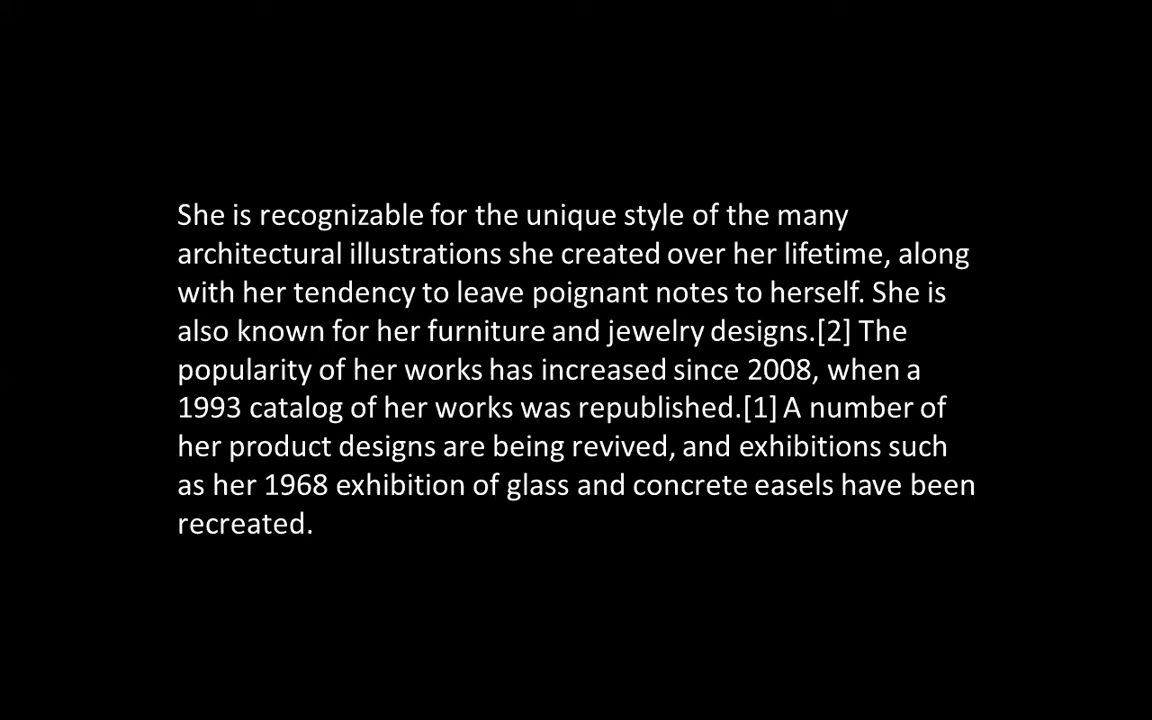 She is recognizable for the unique style of the many
architectural illustrations she created over her lifetime, along
with her tendency to leave poignant notes to herself. She is
also known for her furniture and jewelry designs.[2] The
popularity of her works has increased since 2008, when a
1993 catalog of her works was republished.[1] A number of
her product designs are being revived, and exhibitions such
as her 1968 exhibition of glass and concrete easels have been
recreated.